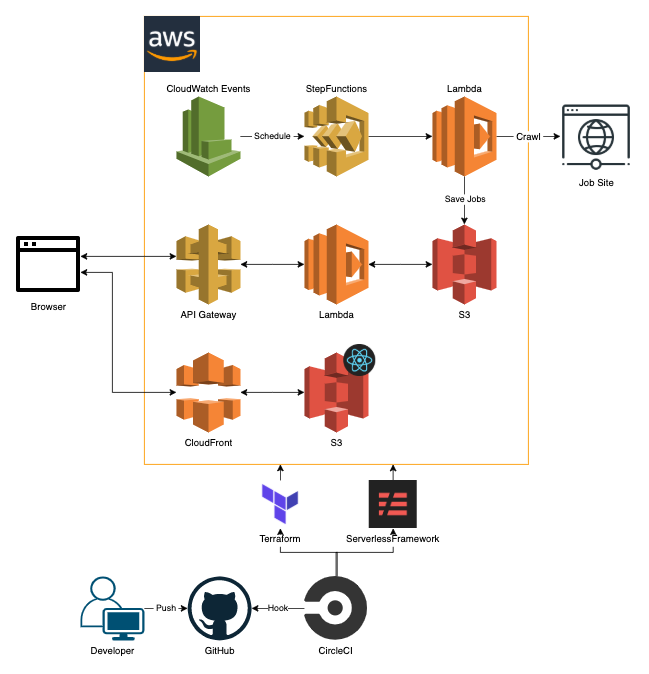 aws
CloudWatch Events
StepFunctions
Lambda
Schedule
Crawl
Job Site
Save Jobs
Browser
API Gateway
Lambda
S3
CloudFront
S3
Terraform
ServerlessFramework
Push
Hook
Developer
GitHub
CircleCI